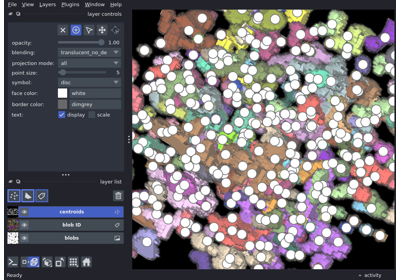 File View Layers Plugins Window Help
layer controls
opacity: 1.00
blending: translucent_no_de
projection mode: all
point size: 5
symbol: disc
face color: white
border color: dimgrey
text: display scale
layer list
centroids
blob ID
blobs
Ready activity